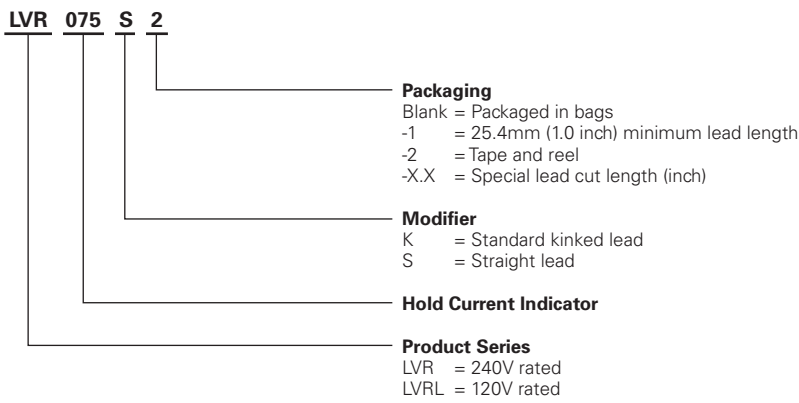 LVR 075 S 2
Packaging
Blank = Packaged in bags
-1 = 25.4mm (1.0 inch) minimum lead length
-2 = Tape and reel
-X.X = Special lead cut length (inch)
Modifier
K = Standard kinked lead
S = Straight lead
Hold Current Indicator
Product Series
LVR = 240V rated
LVRL = 120V rated